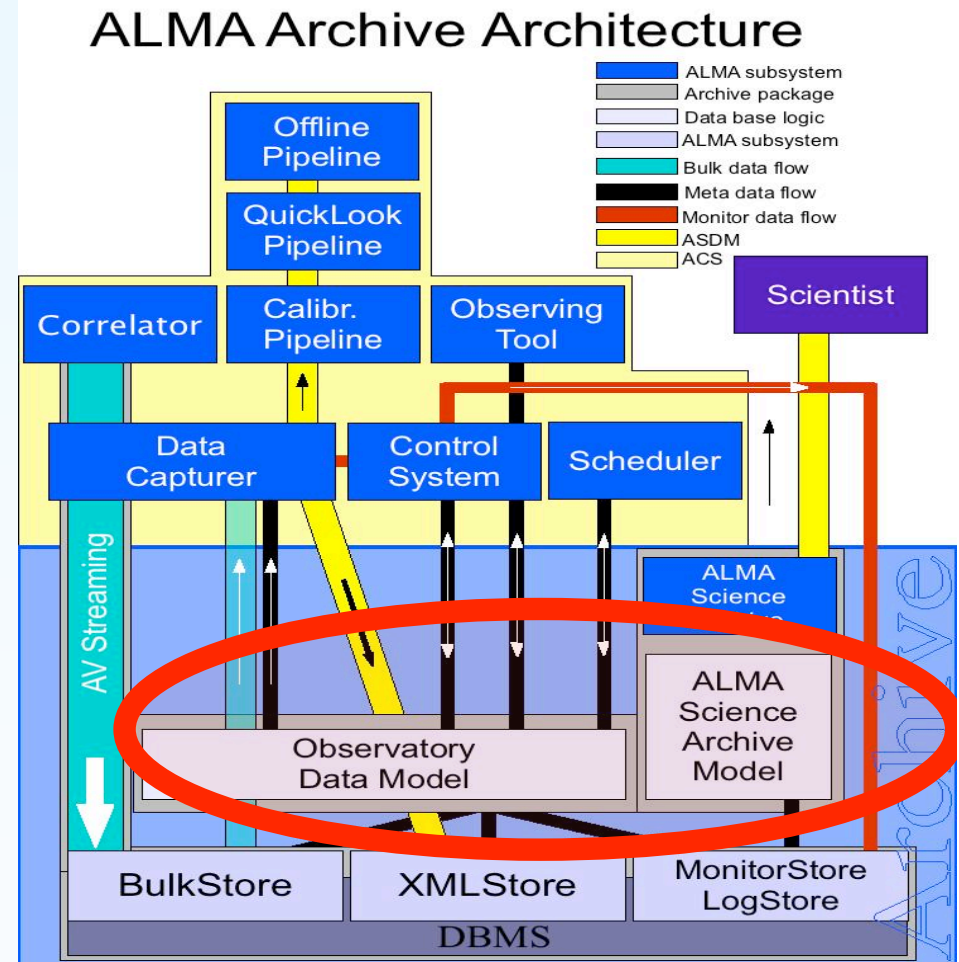 ALMA Archive Architecture
ALMA subsystem
Archive package
Data base logic
ALMA subsystem
Bulk data flow
Meta data flow
Monitor data flow
ASDM
ACS
Offline
Pipeline
QuickLook
Pipeline
Correlator
Calibr.
Pipeline
Observing
Tool
Scientist
Data
Capturer
Control
System
Scheduler
AV Streaming
ALMA
Science
ALMA
Science
Archive
Model
Observatory
Data Model
Archive
BulkStore
XMLStore
MonitorStore
LogStore
DBMS